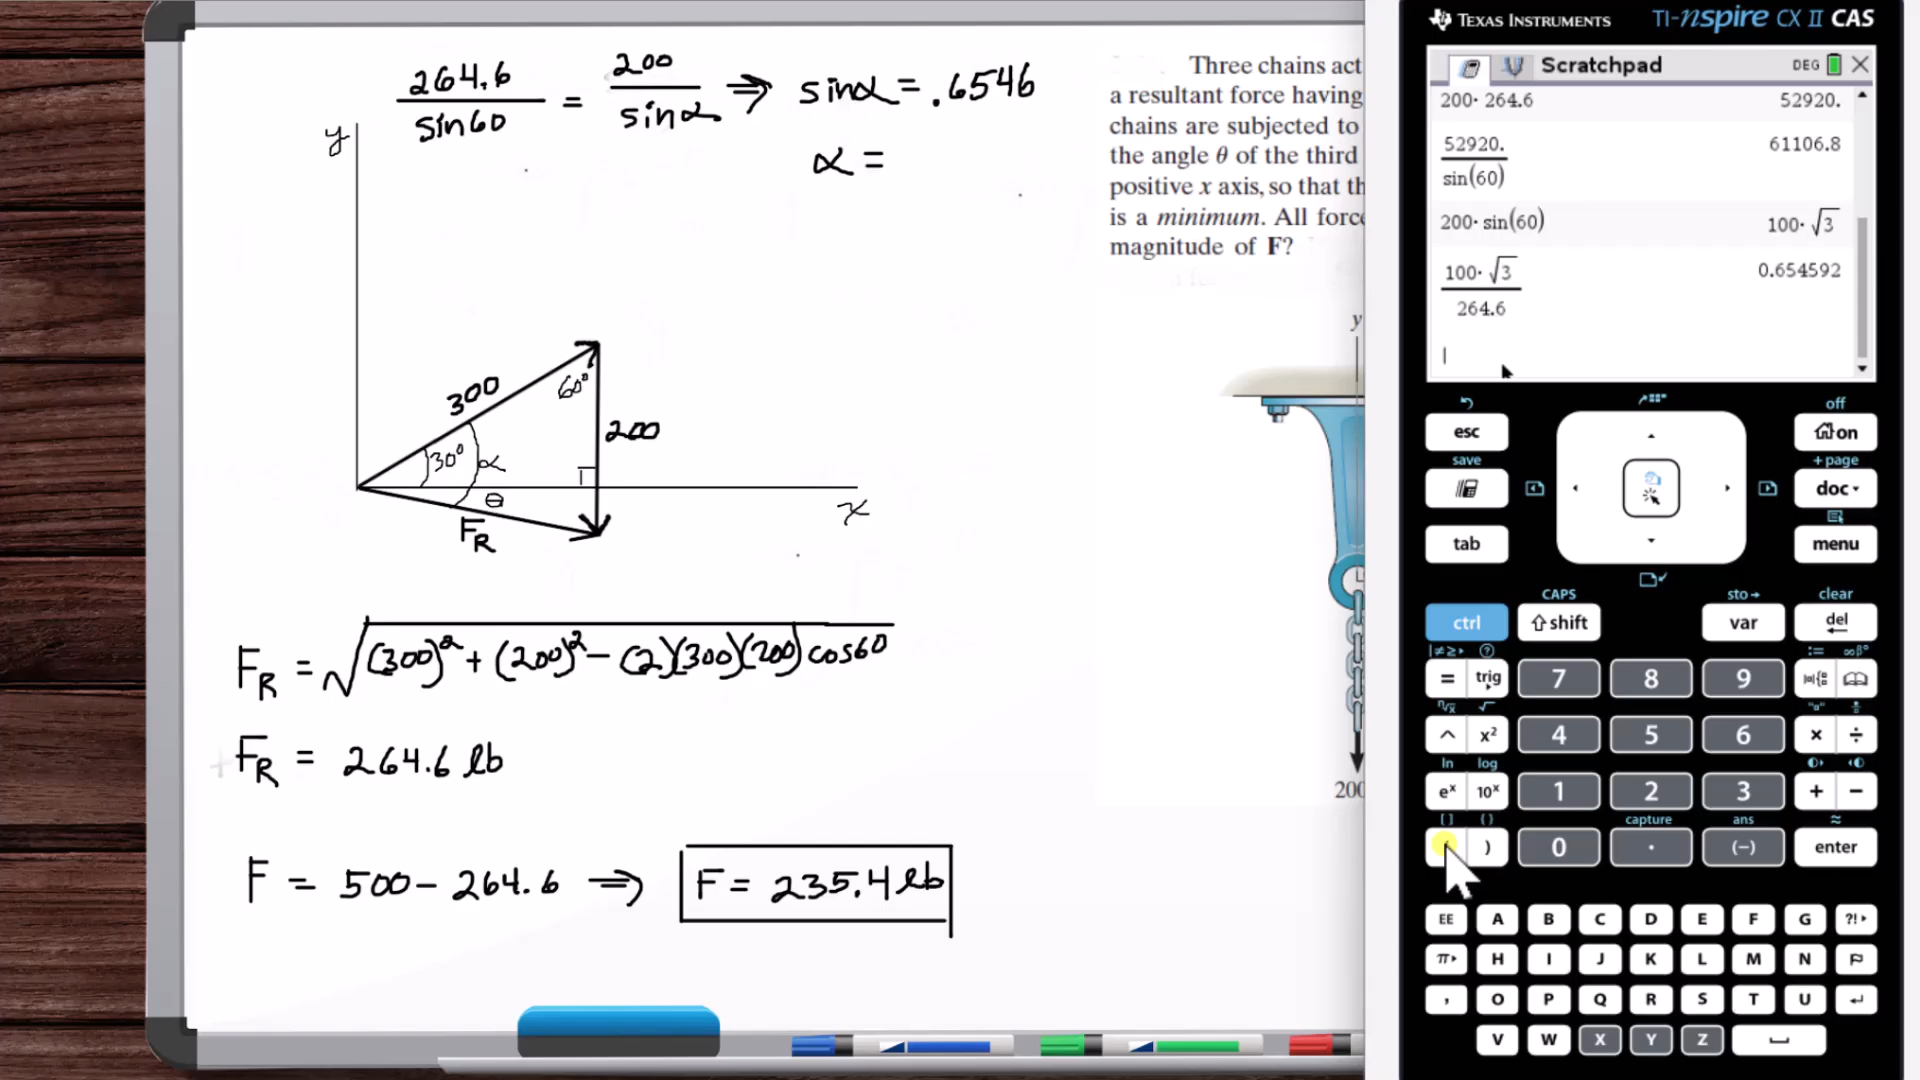 264.6 / sin60 = 200 / sinα ⇒ sinα = .6546
α =
y
300
60°
200
30°
α
θ
F_R
x
F_R = √((300)² + (200)² − (2)(300)(200) cos60
F_R = 264.6 lb
F = 500 − 264.6 ⇒ F = 235.4 lb
Three chains act
a resultant force having
chains are subjected to
the angle θ of the third
positive x axis, so that th
is a minimum. All force
magnitude of F?
y
200
TEXAS INSTRUMENTS TI-nspire CX II CAS
Scratchpad DEG
200· 264.6 52920.
52920. / sin(60) 61106.8
200· sin(60) 100· √3
100· √3 / 264.6 0.654592
off
esc on
save +page
doc
tab menu
CAPS sto→ clear
ctrl shift var del
|≠≥▸ ? := ∞β°
= trig 7 8 9
ⁿ√x √ "□"
^ x² 4 5 6 × ÷
ln log
eˣ 10ˣ 1 2 3 + −
[ ] { } capture ans ≈
) 0 . (−) enter
EE A B C D E F G ?!▸
π▸ H I J K L M N
, O P Q R S T U ↵
V W X Y Z